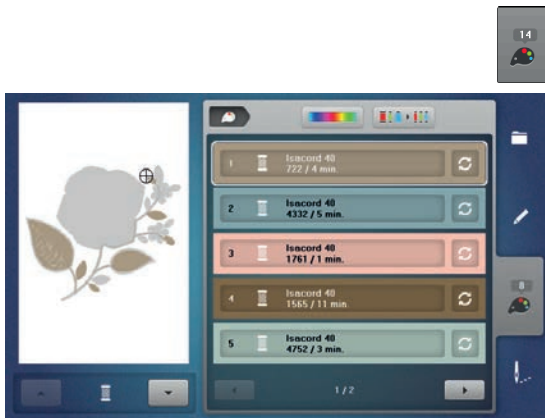 14
1
Isacord 40
722 / 4 min.
2
Isacord 40
4332 / 5 min.
3
Isacord 40
1761 / 1 min.
8
4
Isacord 40
1565 / 11 min.
5
Isacord 40
4752 / 3 min.
1/2